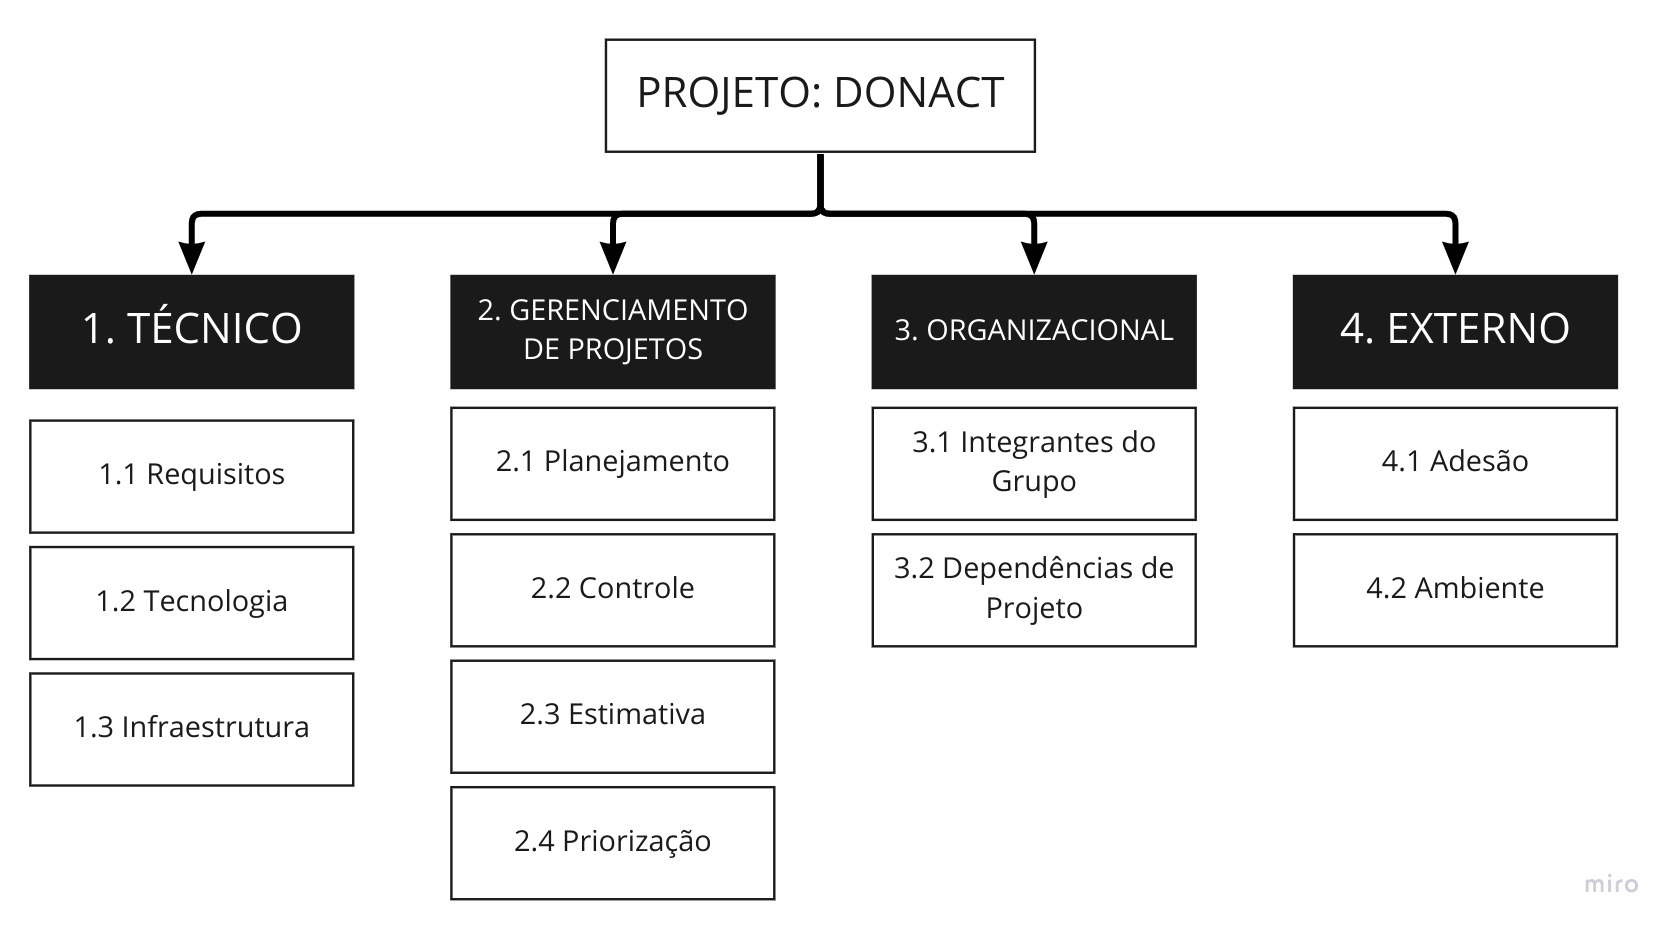 PROJETO: DONACT
1. TÉCNICO
1.1 Requisitos
1.2 Tecnologia
1.3 Infraestrutura
2. GERENCIAMENTO
DE PROJETOS
2.1 Planejamento
2.2 Controle
2.3 Estimativa
2.4 Priorização
3. ORGANIZACIONAL
3.1 Integrantes do
Grupo
3.2 Dependências de
Projeto
4. EXTERNO
4.1 Adesão
4.2 Ambiente
miro